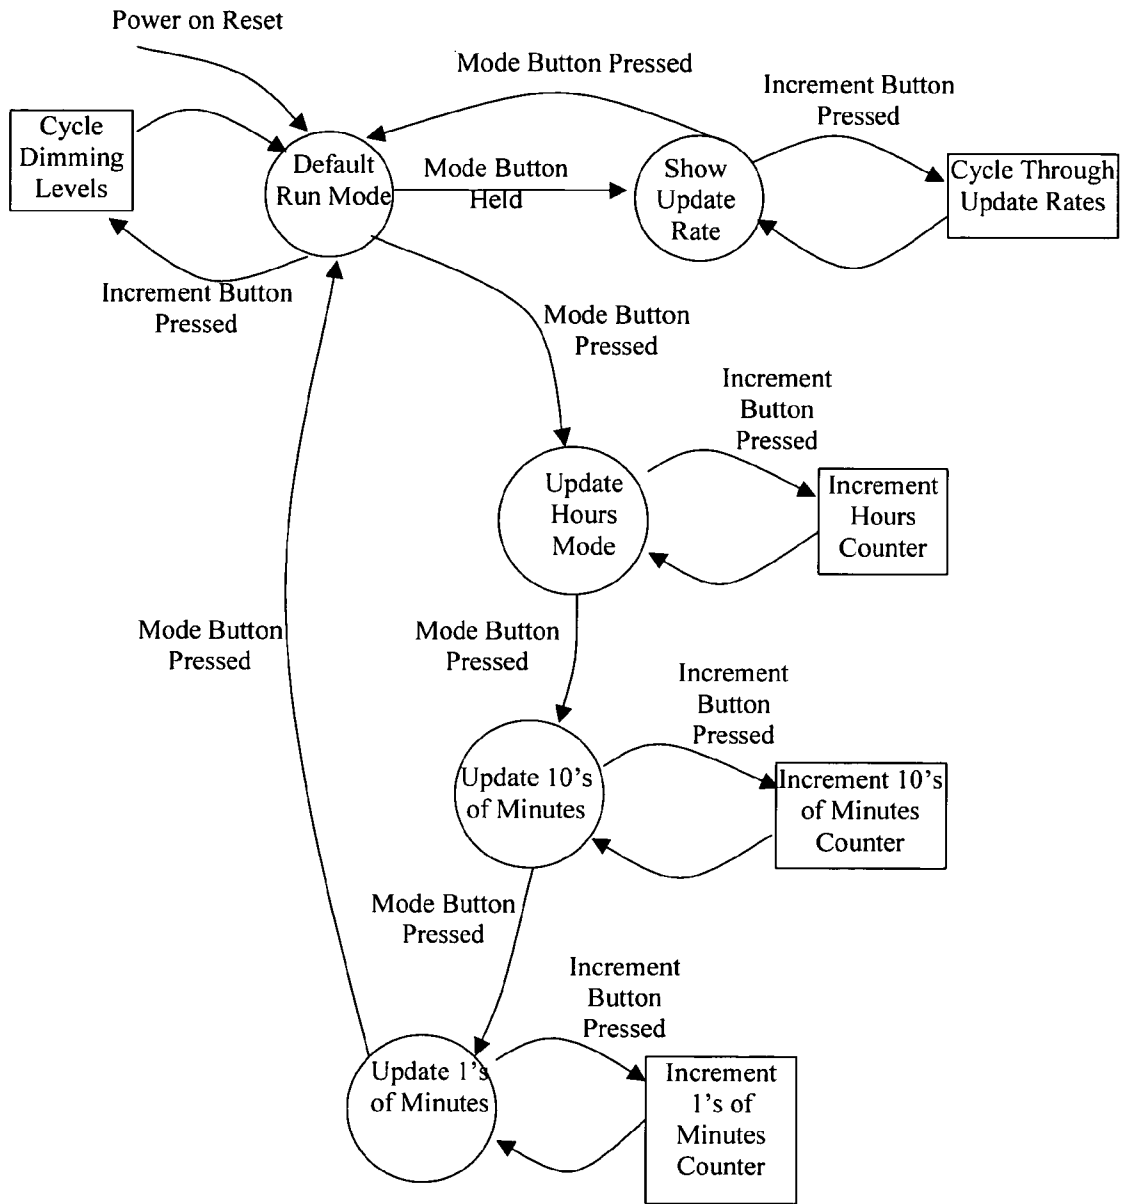 Power on Reset
Mode Button Pressed
Increment Button
Pressed
Cycle
Dimming
Levels
Default
Run Mode
Mode Button
Held
Show
Update
Rate
Cycle Through
Update Rates
Increment Button
Pressed
Mode Button
Pressed
Increment
Button
Pressed
Update
Hours
Mode
Increment
Hours
Counter
Mode Button
Pressed
Mode Button
Pressed
Increment
Button
Pressed
Update 10's
of Minutes
Increment 10's
of Minutes
Counter
Mode Button
Pressed
Increment
Button
Pressed
Update 1's
of Minutes
Increment
1's of
Minutes
Counter